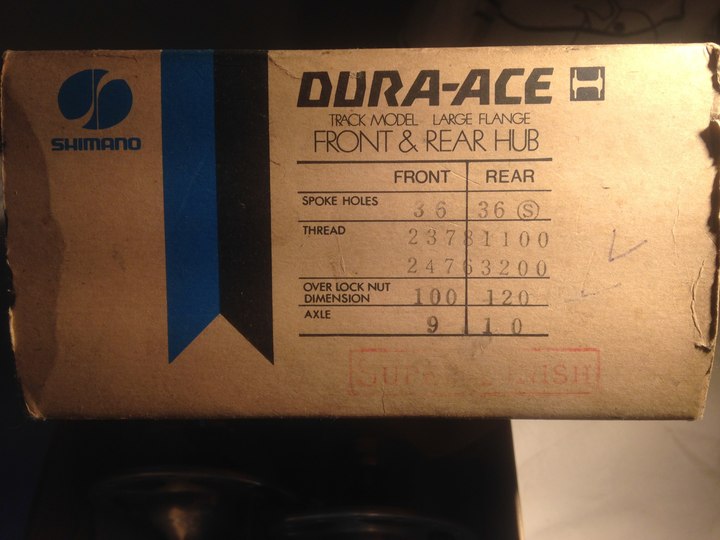 SHIMANO
DURA-ACE
TRACK MODEL LARGE FLANGE
FRONT & REAR HUB
FRONT REAR
SPOKE HOLES 36 36 Ⓢ
THREAD 23781100
24763200
OVER LOCK NUT
DIMENSION 100 120
AXLE 9 10